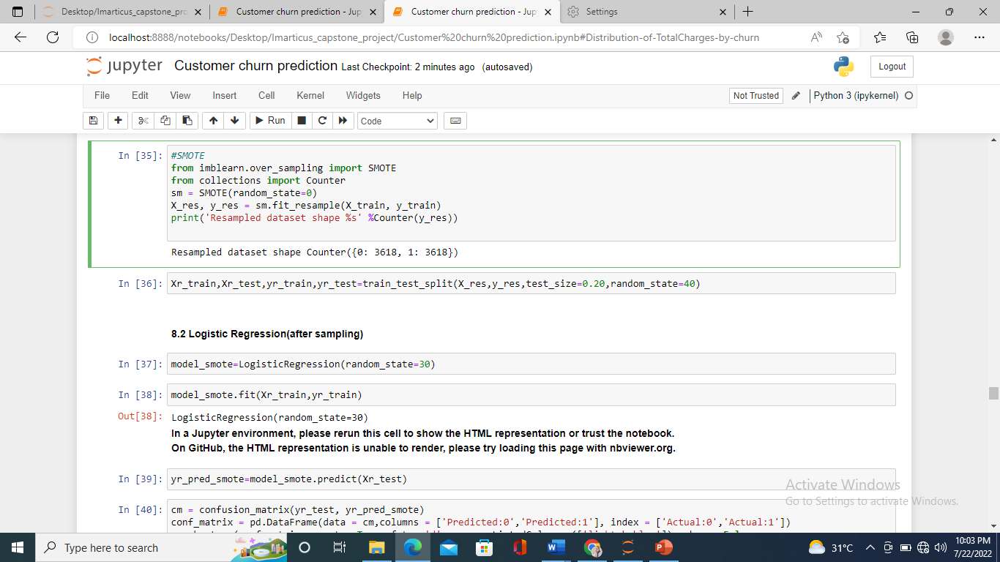 Desktop/Imarticus_capstone_pro
Customer churn prediction - Jup
Customer churn prediction - Jup
Settings
localhost:8888/notebooks/Desktop/Imarticus_capstone_project/Customer%20churn%20prediction.ipynb#Distribution-of-TotalCharges-by-churn
jupyter Customer churn prediction Last Checkpoint: 2 minutes ago (autosaved)
Logout
File Edit View Insert Cell Kernel Widgets Help
Not Trusted
Python 3 (ipykernel)
Run
Code
In [35]: #SMOTE
from imblearn.over_sampling import SMOTE
from collections import Counter
sm = SMOTE(random_state=0)
X_res, y_res = sm.fit_resample(X_train, y_train)
print('Resampled dataset shape %s' %Counter(y_res))
Resampled dataset shape Counter({0: 3618, 1: 3618})
In [36]: Xr_train,Xr_test,yr_train,yr_test=train_test_split(X_res,y_res,test_size=0.20,random_state=40)
8.2 Logistic Regression(after sampling)
In [37]: model_smote=LogisticRegression(random_state=30)
In [38]: model_smote.fit(Xr_train,yr_train)
Out[38]: LogisticRegression(random_state=30)
In a Jupyter environment, please rerun this cell to show the HTML representation or trust the notebook.
On GitHub, the HTML representation is unable to render, please try loading this page with nbviewer.org.
In [39]: yr_pred_smote=model_smote.predict(Xr_test)
In [40]: cm = confusion_matrix(yr_test, yr_pred_smote)
conf_matrix = pd.DataFrame(data = cm,columns = ['Predicted:0','Predicted:1'], index = ['Actual:0','Actual:1'])
Activate Windows
Go to Settings to activate Windows.
Type here to search
31°C
10:03 PM
7/22/2022